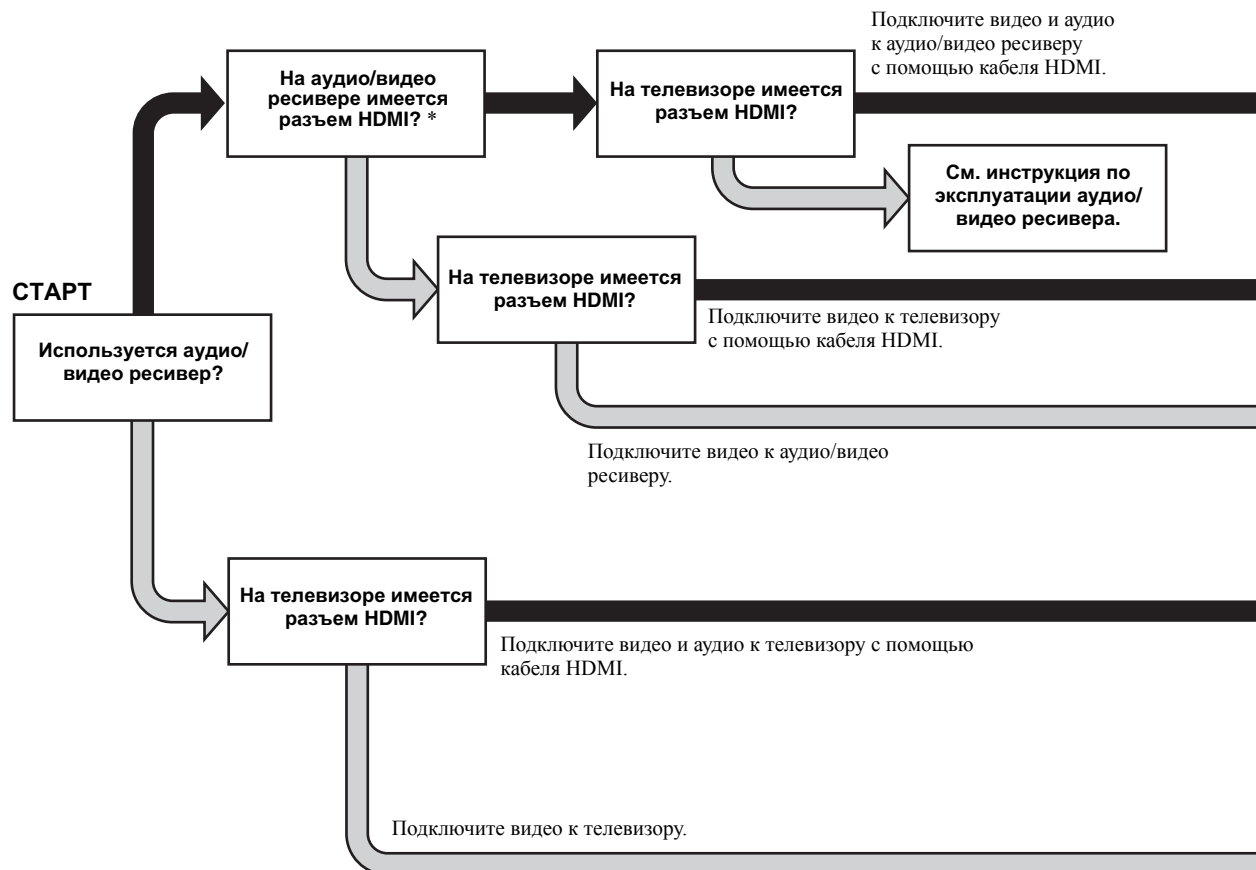 Подключите видео и аудио
к аудио/видео ресиверу
с помощью кабеля HDMI.
На аудио/видео
ресивере имеется
разъем HDMI? *
На телевизоре имеется
разъем HDMI?
См. инструкция по
эксплуатации аудио/
видео ресивера.
На телевизоре имеется
разъем HDMI?
СТАРТ
Подключите видео к телевизору
с помощью кабеля HDMI.
Используется аудио/
видео ресивер?
Подключите видео к аудио/видео
ресиверу.
На телевизоре имеется
разъем HDMI?
Подключите видео и аудио к телевизору с помощью
кабеля HDMI.
Подключите видео к телевизору.